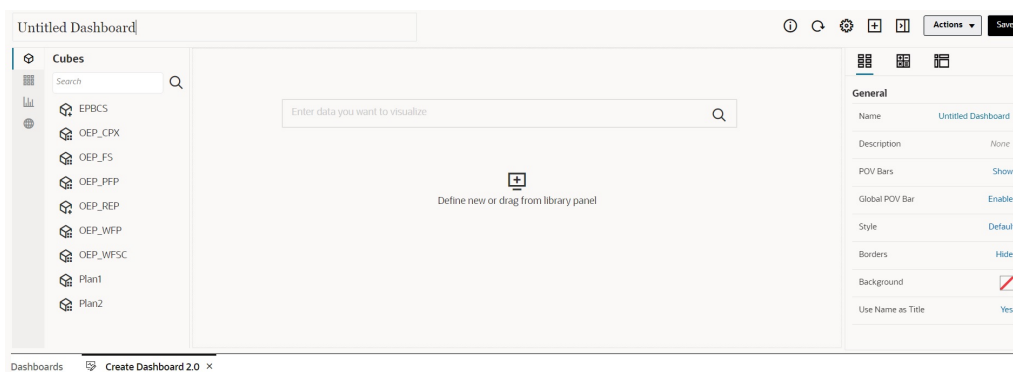 Untitled Dashboard
Actions
Save
Cubes
Search
EPBCS
OEP_CPX
OEP_FS
OEP_PFP
OEP_REP
OEP_WFP
OEP_WFSC
Plan1
Plan2
Enter data you want to visualize
Define new or drag from library panel
General
Name Untitled Dashboard
Description None
POV Bars Show
Global POV Bar Enable
Style Default
Borders Hide
Background
Use Name as Title Yes
Dashboards Create Dashboard 2.0 ×